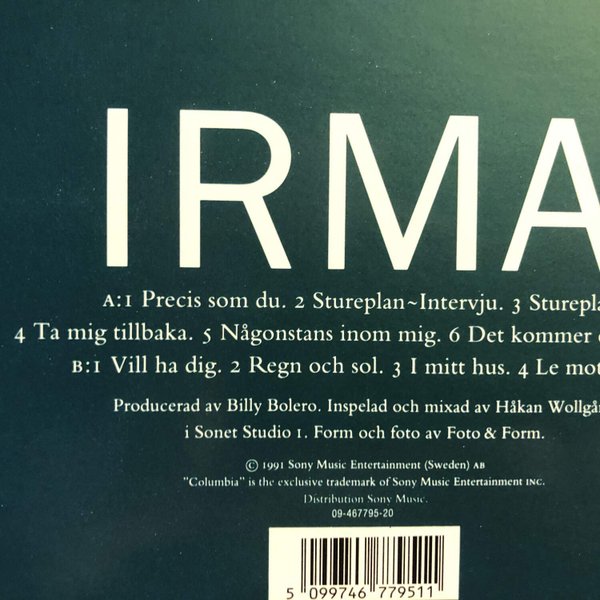 IRMA
A:1 Precis som du. 2 Stureplan~Intervju. 3 Sturepla
4 Ta mig tillbaka. 5 Någonstans inom mig. 6 Det kommer
B:1 Vill ha dig. 2 Regn och sol. 3 I mitt hus. 4 Le mot
Producerad av Billy Bolero. Inspelad och mixad av Håkan Wollgår
i Sonet Studio 1. Form och foto av Foto & Form.
© 1991 Sony Music Entertainment (Sweden) AB
"Columbia" is the exclusive trademark of Sony Music Entertainment INC.
Distribution Sony Music.
09-467795-20
5 099746 779511